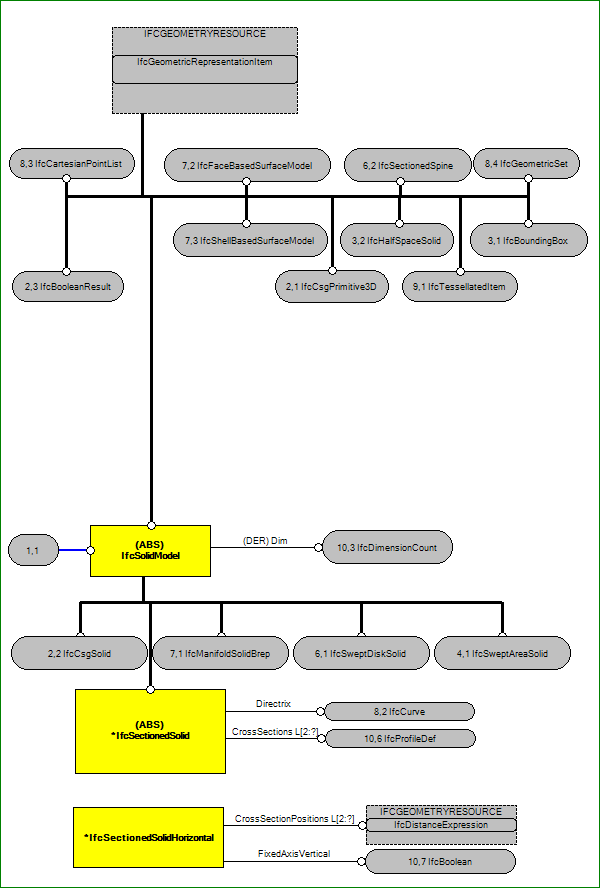 IFCGEOMETRYRESOURCE
IfcGeometricRepresentationItem
8,3 IfcCartesianPointList
7,2 IfcFaceBasedSurfaceModel
6,2 IfcSectionedSpine
8,4 IfcGeometricSet
7,3 IfcShellBasedSurfaceModel
3,2 IfcHalfSpaceSolid
3,1 IfcBoundingBox
2,3 IfcBooleanResult
2,1 IfcCsgPrimitive3D
9,1 IfcTessellatedItem
1,1
(ABS)
IfcSolidModel
(DER) Dim
10,3 IfcDimensionCount
2,2 IfcCsgSolid
7,1 IfcManifoldSolidBrep
6,1 IfcSweptDiskSolid
4,1 IfcSweptAreaSolid
(ABS)
*IfcSectionedSolid
Directrix
8,2 IfcCurve
CrossSections L[2:?]
10,6 IfcProfileDef
*IfcSectionedSolidHorizontal
CrossSectionPositions L[2:?]
IFCGEOMETRYRESOURCE
IfcDistanceExpression
FixedAxisVertical
10,7 IfcBoolean